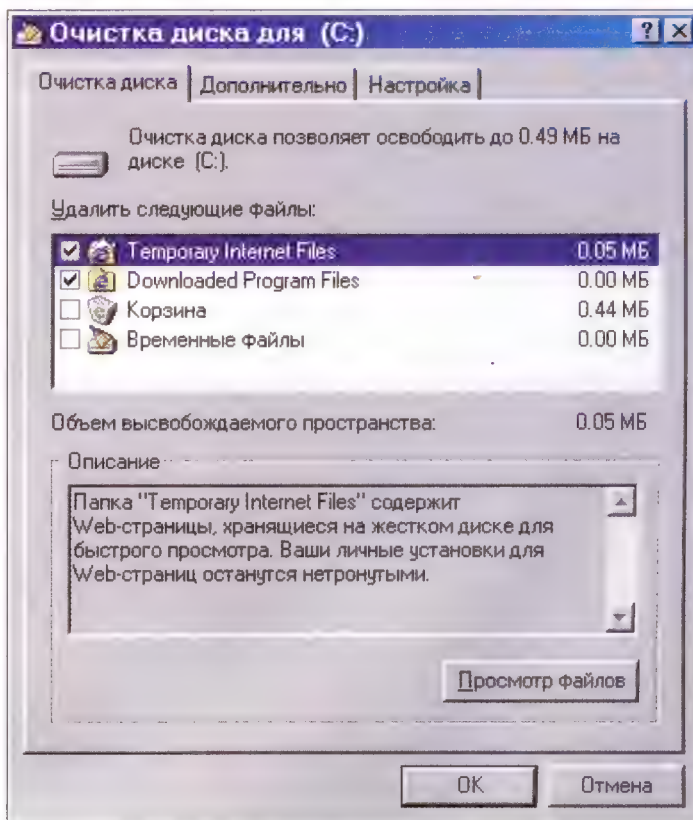 Очистка диска для (C:)
Очистка диска Дополнительно Настройка
Очистка диска позволяет освободить до 0.49 МБ на
диске (C:).
Удалить следующие файлы:
Temporary Internet Files 0.05 МБ
Downloaded Program Files 0.00 МБ
Корзина 0.44 МБ
Временные файлы 0.00 МБ
Объем высвобождаемого пространства: 0.05 МБ
Описание
Папка "Temporary Internet Files" содержит
Web-страницы, хранящиеся на жестком диске для
быстрого просмотра. Ваши личные установки для
Web-страниц останутся нетронутыми.
Просмотр файлов
OK Отмена